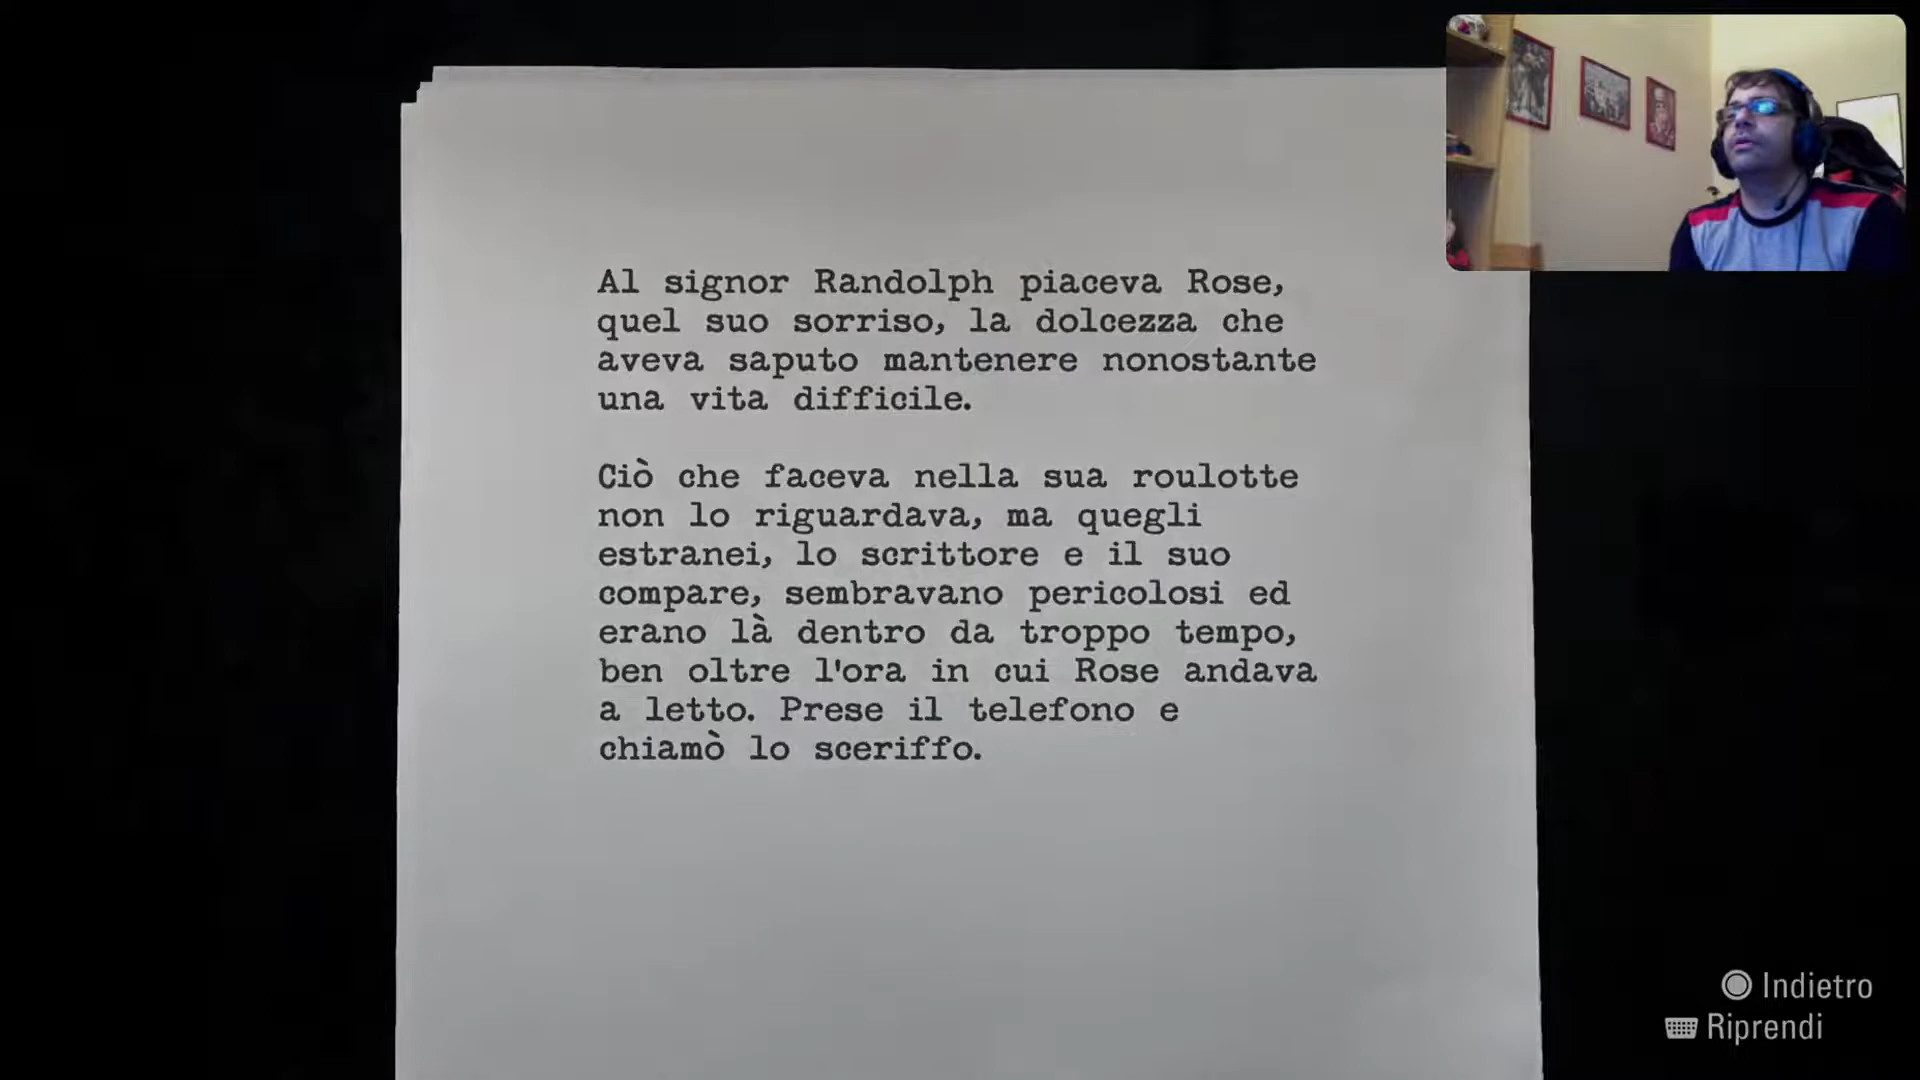 Al signor Randolph piaceva Rose,
quel suo sorriso, la dolcezza che
aveva saputo mantenere nonostante
una vita difficile.
Ciò che faceva nella sua roulotte
non lo riguardava, ma quegli
estranei, lo scrittore e il suo
compare, sembravano pericolosi ed
erano là dentro da troppo tempo,
ben oltre l'ora in cui Rose andava
a letto. Prese il telefono e
chiamò lo sceriffo.
Indietro
Riprendi